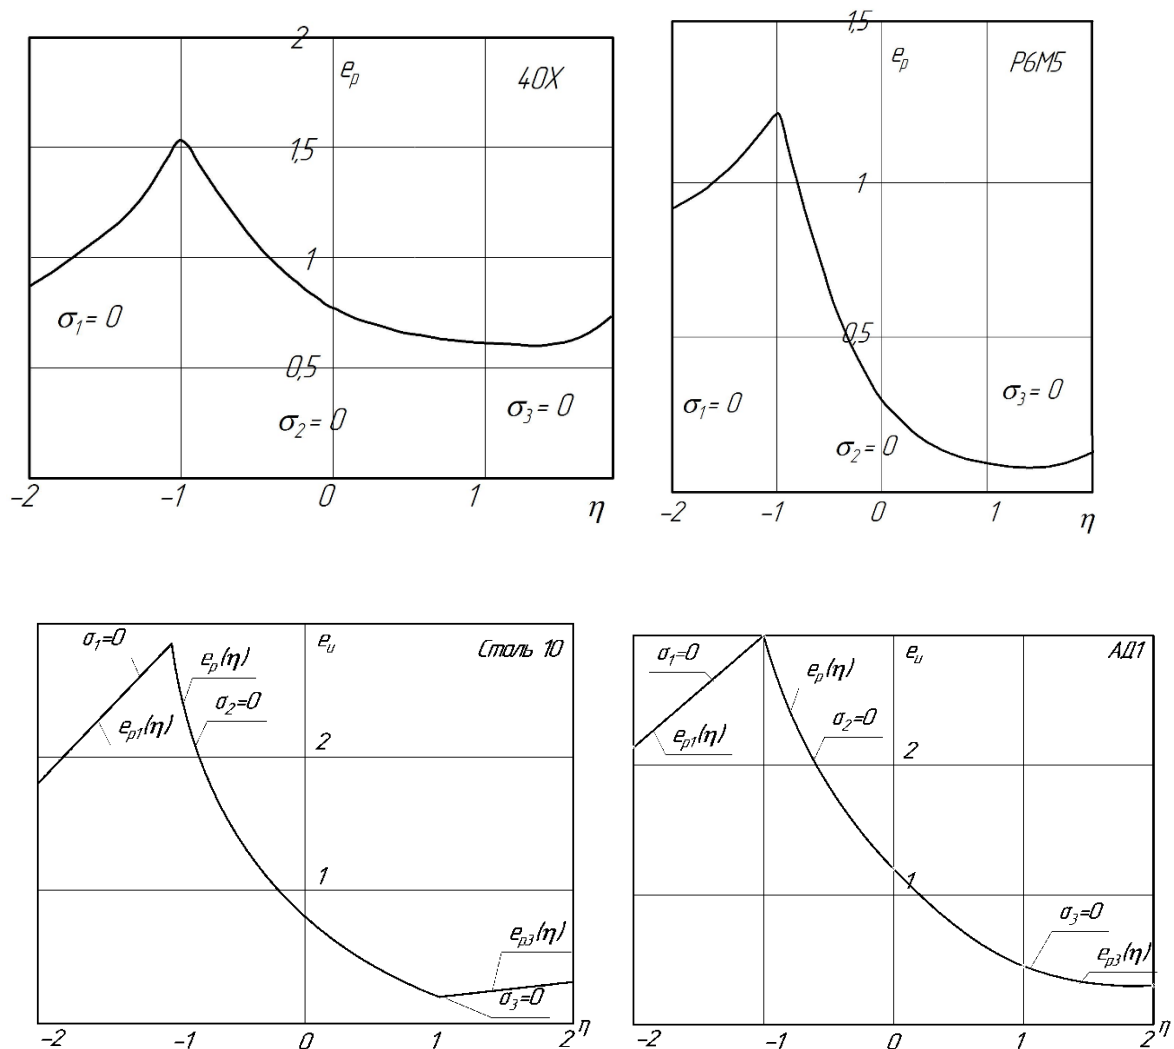 2
e_p
40X
1,5
1
σ₁= 0
0,5
σ₂= 0
σ₃= 0
–2
–1
0
1
η
1,5
e_p
P6M5
1
0,5
σ₁= 0
σ₂= 0
σ₃= 0
–2
–1
0
1
η
σ₁=0
e_u
Сталь 10
e_p(η)
σ₂=0
e_p1(η)
2
1
e_p3(η)
σ₃=0
–2
–1
0
1
2
η
σ₁=0
e_u
АД1
e_p(η)
σ₂=0
e_p1(η)
2
1
σ₃=0
e_p3(η)
–2
–1
0
1
2
η